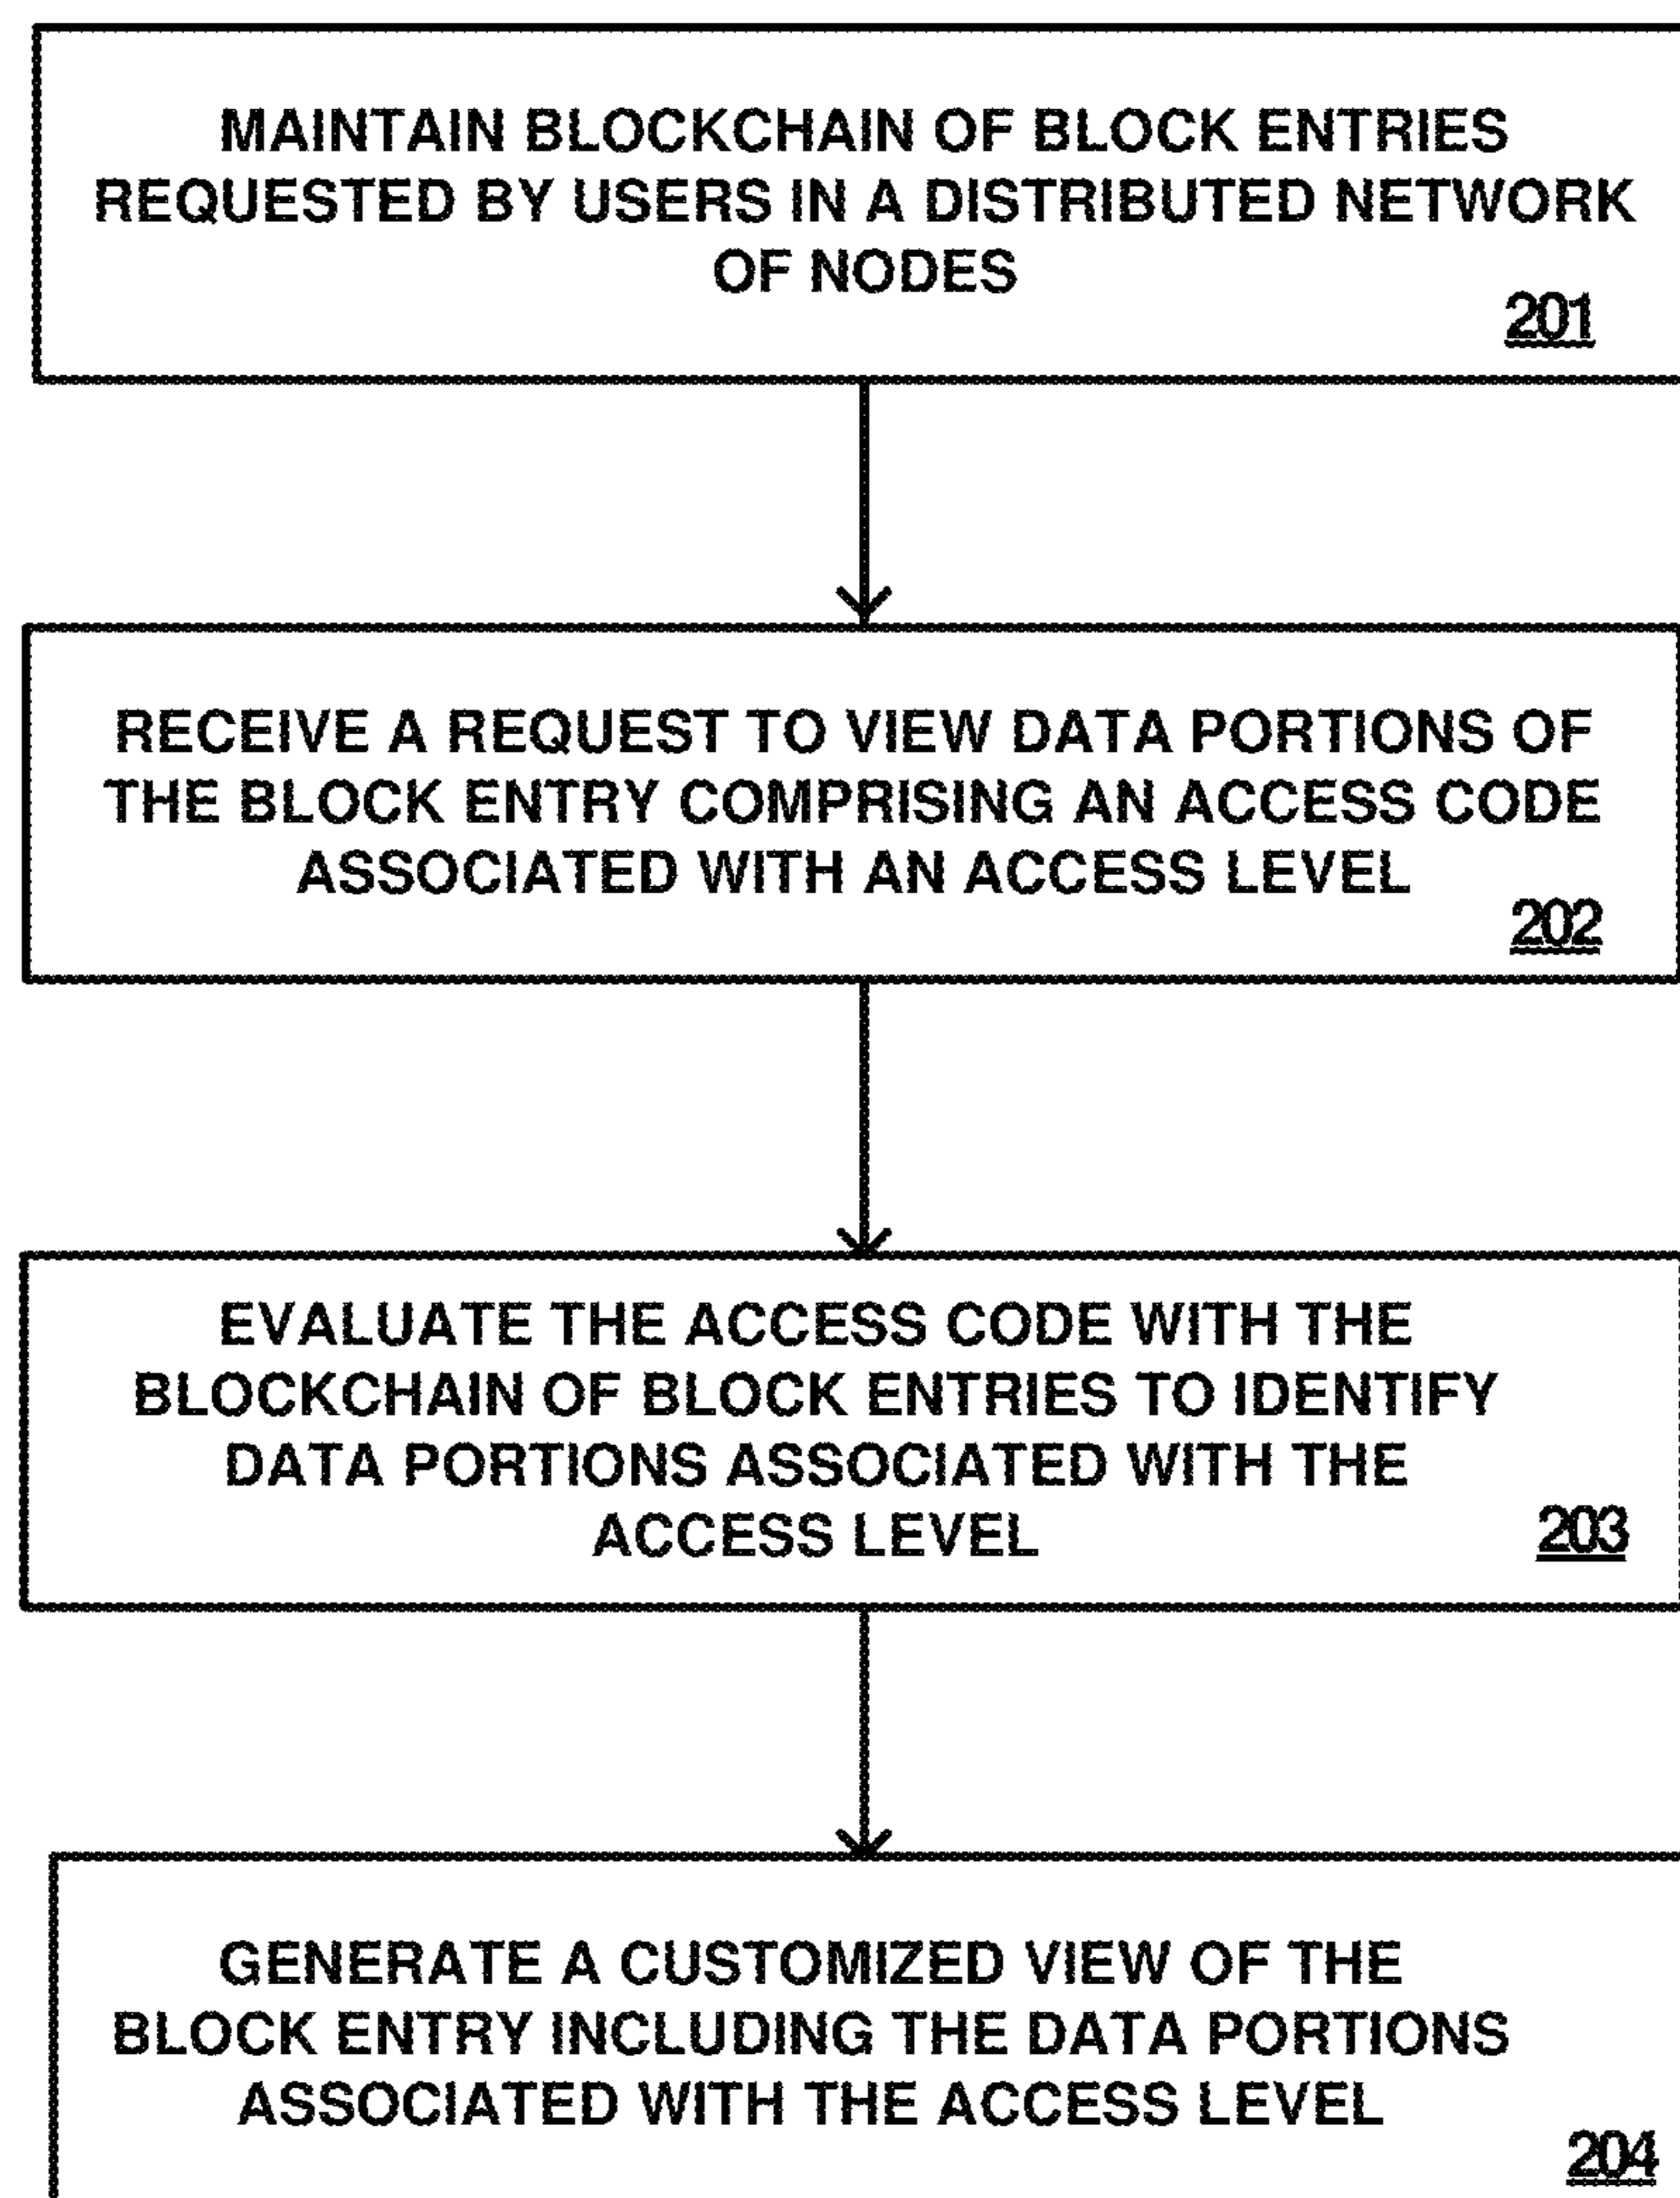 MAINTAIN BLOCKCHAIN OF BLOCK ENTRIES
REQUESTED BY USERS IN A DISTRIBUTED NETWORK
OF NODES
201
RECEIVE A REQUEST TO VIEW DATA PORTIONS OF
THE BLOCK ENTRY COMPRISING AN ACCESS CODE
ASSOCIATED WITH AN ACCESS LEVEL
202
EVALUATE THE ACCESS CODE WITH THE
BLOCKCHAIN OF BLOCK ENTRIES TO IDENTIFY
DATA PORTIONS ASSOCIATED WITH THE
ACCESS LEVEL
203
GENERATE A CUSTOMIZED VIEW OF THE
BLOCK ENTRY INCLUDING THE DATA PORTIONS
ASSOCIATED WITH THE ACCESS LEVEL
204